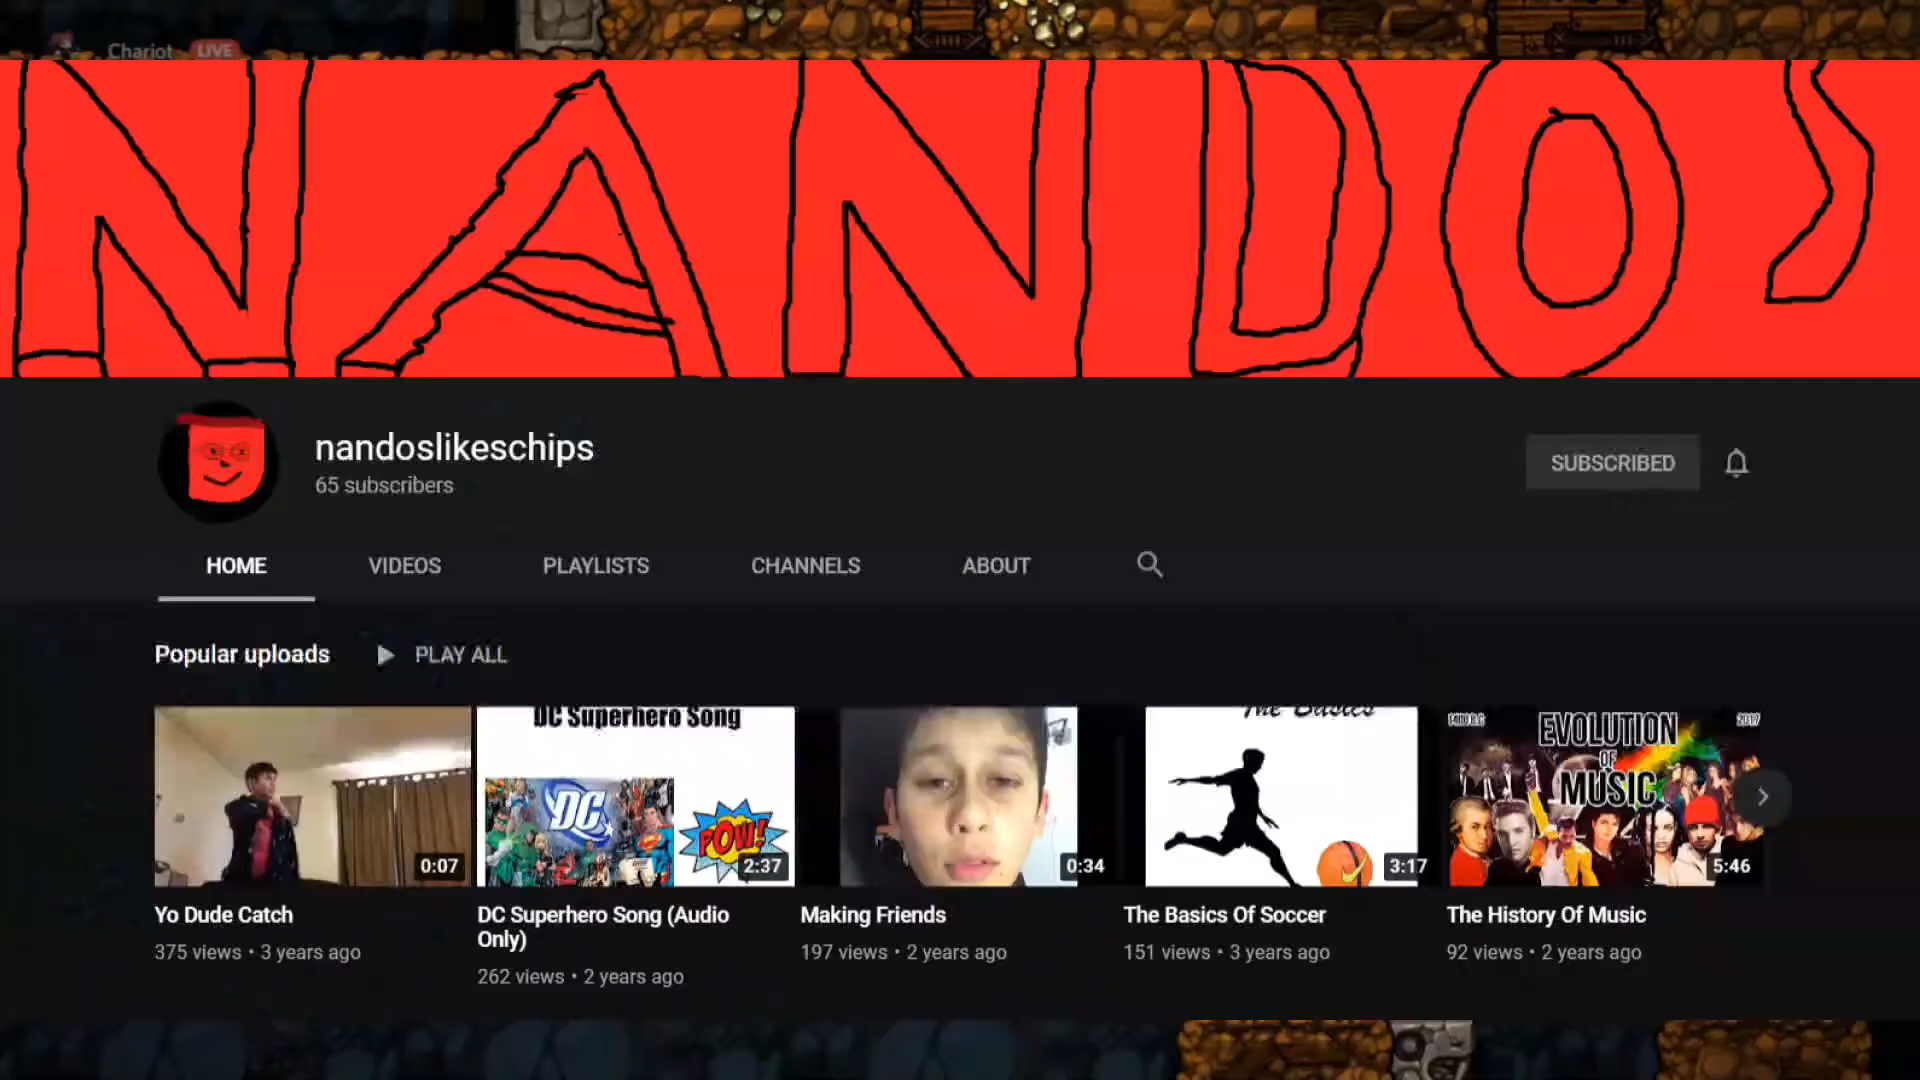 Chariot LIVE
NANDOS
nandoslikeschips
65 subscribers
SUBSCRIBED
HOME VIDEOS PLAYLISTS CHANNELS ABOUT
Popular uploads PLAY ALL
DC Superhero Song
DC
POW!
The Basics
1400 B.C
EVOLUTION
OF
MUSIC
2017
0:07
2:37
0:34
3:17
5:46
Yo Dude Catch
375 views • 3 years ago
DC Superhero Song (Audio
Only)
262 views • 2 years ago
Making Friends
197 views • 2 years ago
The Basics Of Soccer
151 views • 3 years ago
The History Of Music
92 views • 2 years ago